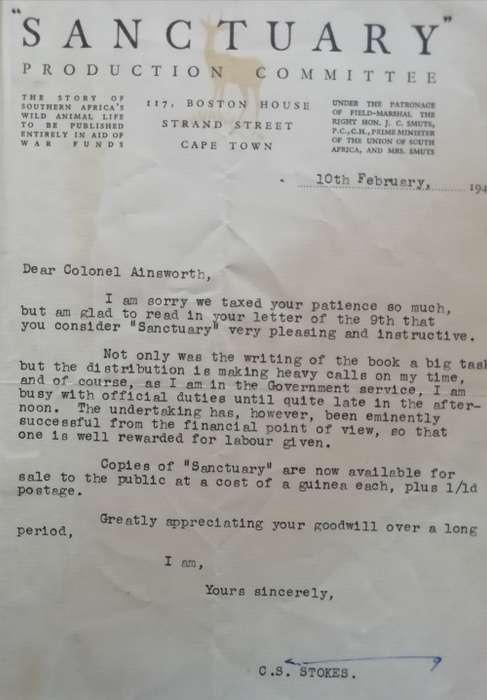 "SANCTUARY"
PRODUCTION COMMITTEE
THE STORY OF
SOUTHERN AFRICA'S
WILD ANIMAL LIFE
TO BE PUBLISHED
ENTIRELY IN AID OF
WAR FUNDS
117, BOSTON HOUSE
STRAND STREET
CAPE TOWN
UNDER THE PATRONAGE
OF FIELD-MARSHAL THE
RIGHT HON. J. C. SMUTS,
P.C., C.H., PRIME MINISTER
OF THE UNION OF SOUTH
AFRICA, AND MRS. SMUTS
10th February, 194
Dear Colonel Ainsworth,
I am sorry we taxed your patience so much,
but am glad to read in your letter of the 9th that
you consider "Sanctuary" very pleasing and instructive.
Not only was the writing of the book a big task
but the distribution is making heavy calls on my time,
and of course, as I am in the Government service, I am
busy with official duties until quite late in the after-
noon. The undertaking has, however, been eminently
successful from the financial point of view, so that
one is well rewarded for labour given.
Copies of "Sanctuary" are now available for
sale to the public at a cost of a guinea each, plus 1/1d
postage.
Greatly appreciating your goodwill over a long
period,
I am,
Yours sincerely,
C.S. STOKES.